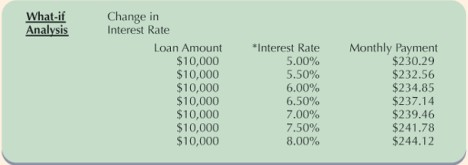 What-if Change in
Analysis Interest Rate
Loan Amount *Interest Rate Monthly Payment
$10,000 5.00% $230.29
$10,000 5.50% $232.56
$10,000 6.00% $234.85
$10,000 6.50% $237.14
$10,000 7.00% $239.46
$10,000 7.50% $241.78
$10,000 8.00% $244.12